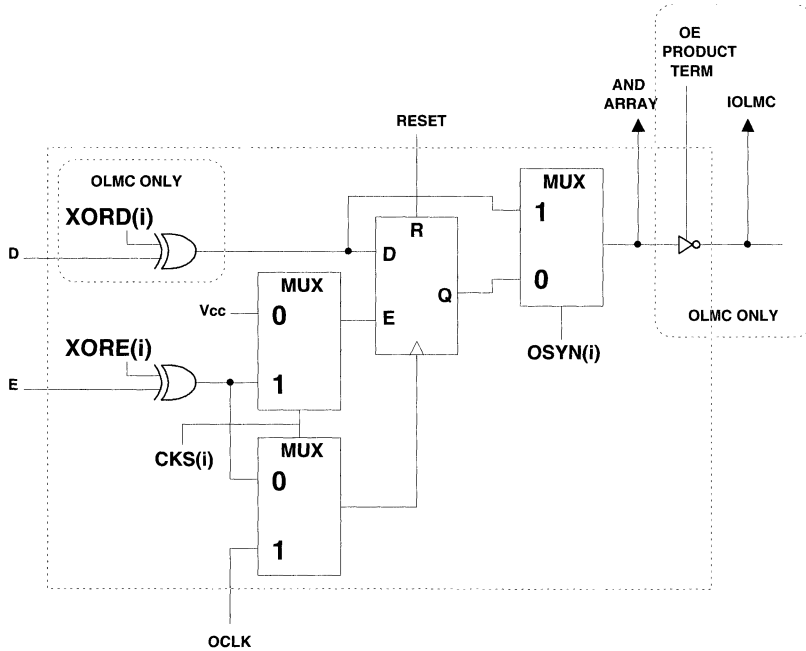 OE
PRODUCT
TERM
AND
ARRAY
IOLMC
RESET
OLMC ONLY
XORD(i)
D
MUX
1
0
R
D
Q
E
MUX
Vcc
0
1
XORE(i)
E
OSYN(i)
OLMC ONLY
CKS(i)
MUX
0
1
OCLK